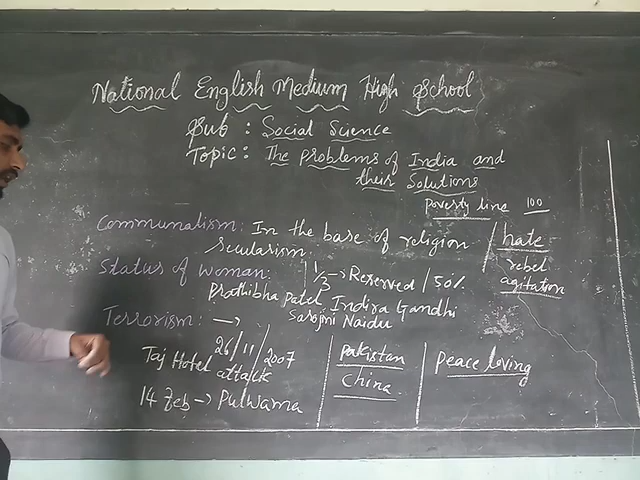 National English Medium High School
Sub : Social Science
Topic: The problems of India and
their Solutions
poverty line 100
Communalism: In the base of religion / hate
secularism. rebel
agitation
Status of woman: 1/3 → Reserved / 50%
Prathibha Patel Indira Gandhi
Sarojni Naidu
Terrorism: →
Taj Hotel 26/11/2007
attack
14 Feb → Pulwama
pakistan
China
peace loving